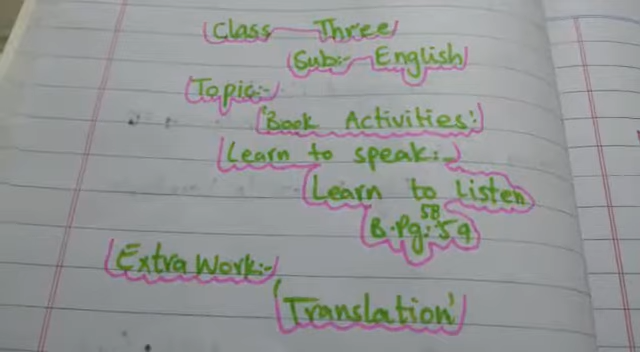 Class Three
Sub:- English
Topic:-
'Book Activities:'
Learn to speak:-
Learn to Listen
58
B.Pg:59
Extra Work:-
'Translation'